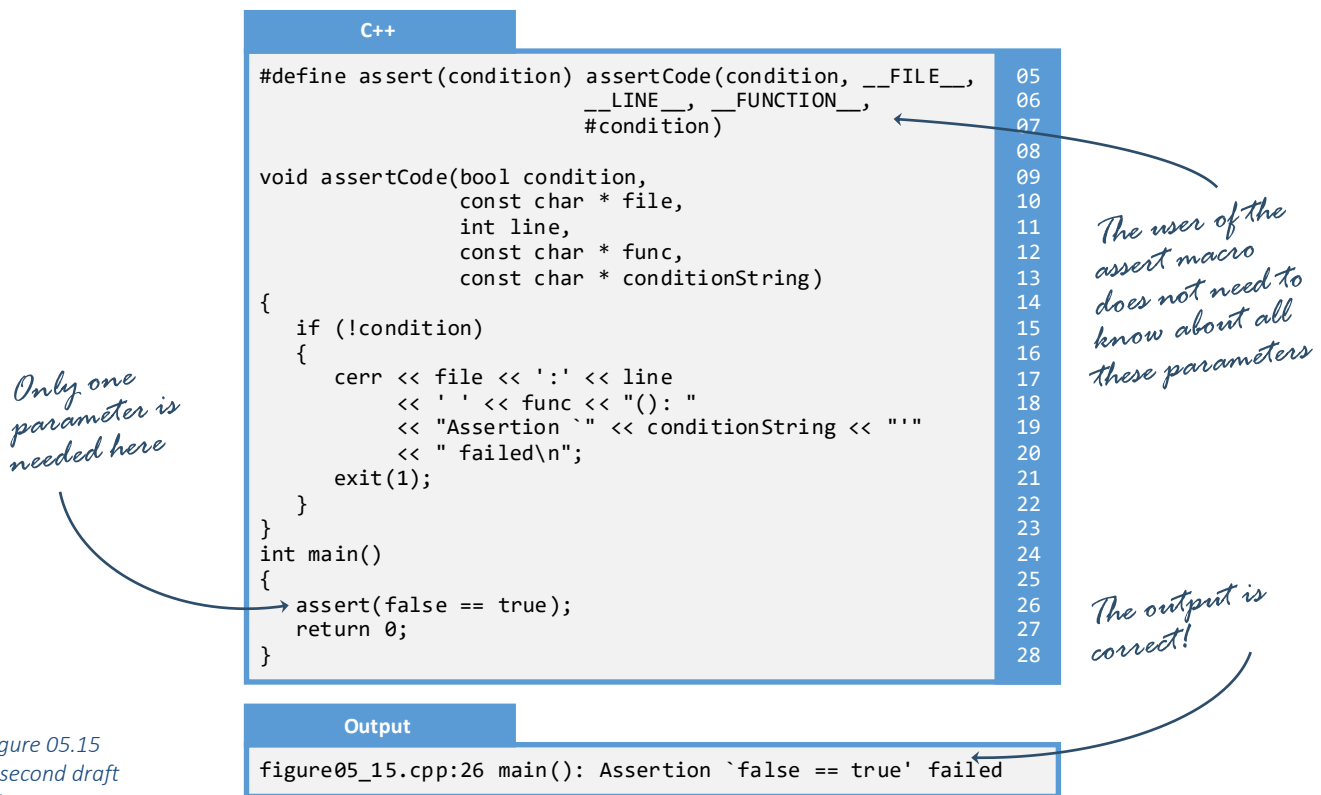 C++
#define assert(condition) assertCode(condition, __FILE__, 05
                          __LINE__, __FUNCTION__, 06
                          #condition) 07
08
void assertCode(bool condition, 09
                const char * file, 10
                int line, 11
                const char * func, 12
                const char * conditionString) 13
{ 14
   if (!condition) 15
   { 16
      cerr << file << ':' << line 17
           << ' ' << func << "(): " 18
           << "Assertion `" << conditionString << "'" 19
           << " failed\n"; 20
      exit(1); 21
   } 22
} 23
int main() 24
{ 25
   assert(false == true); 26
   return 0; 27
} 28
The user of the
assert macro
does not need to
know about all
these parameters
Only one
parameter is
needed here
The output is
correct!
Output
figure05_15.cpp:26 main(): Assertion `false == true' failed
gure 05.15
second draft